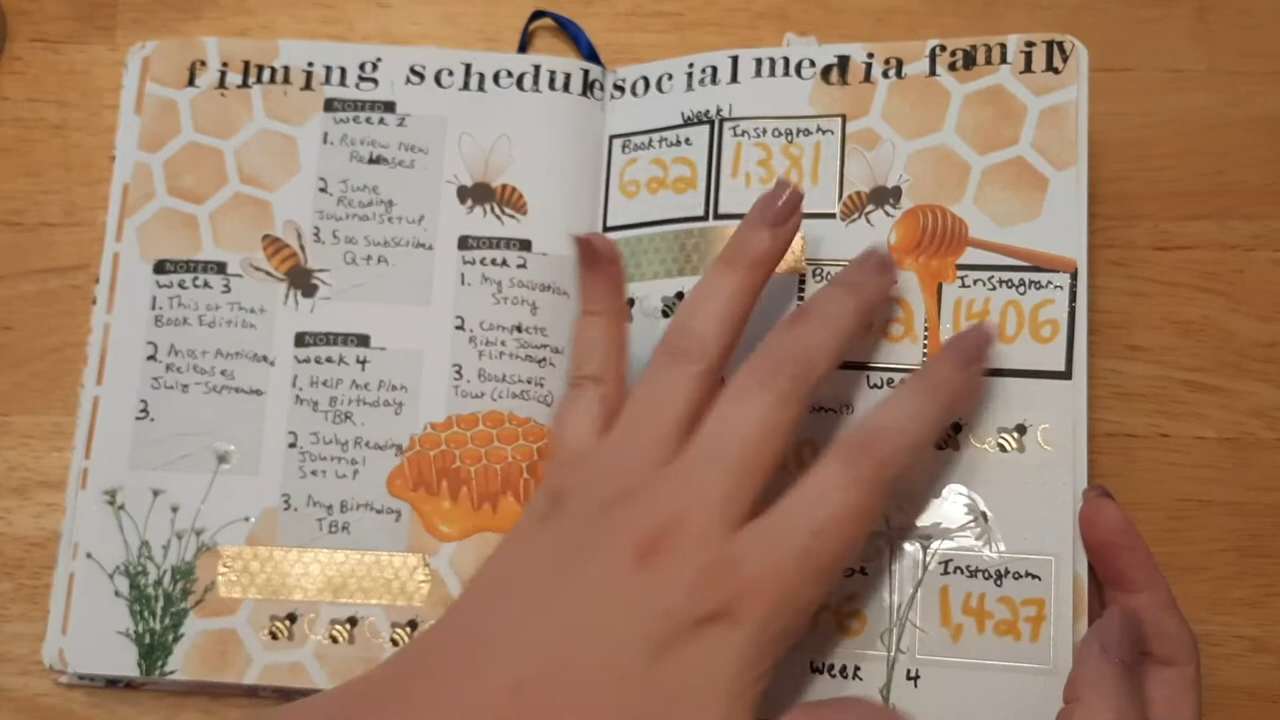 filming schedule
NOTED
week 1
1. Review New
Releases
2. June
Reading
Journal Setup.
3. 500 Subscriber
Q+A.
NOTED
week 2
1. My Salvation
Story
2. Complete
Bible Journal
Flipthrough
3. Bookshelf
Tour (classics)
NOTED
week 3
1. This or That
Book Edition
2. Most Anticipated
Releases
July-September
3.
NOTED
week 4
1. Help Me Plan
My Birthday
TBR.
2. July Reading
Journal
Set up
3. My Birthday
TBR
social media family
Week 1
Booktube
622
Instagram
1,381
Instagram
1406
Instagram
1,427
Week 4